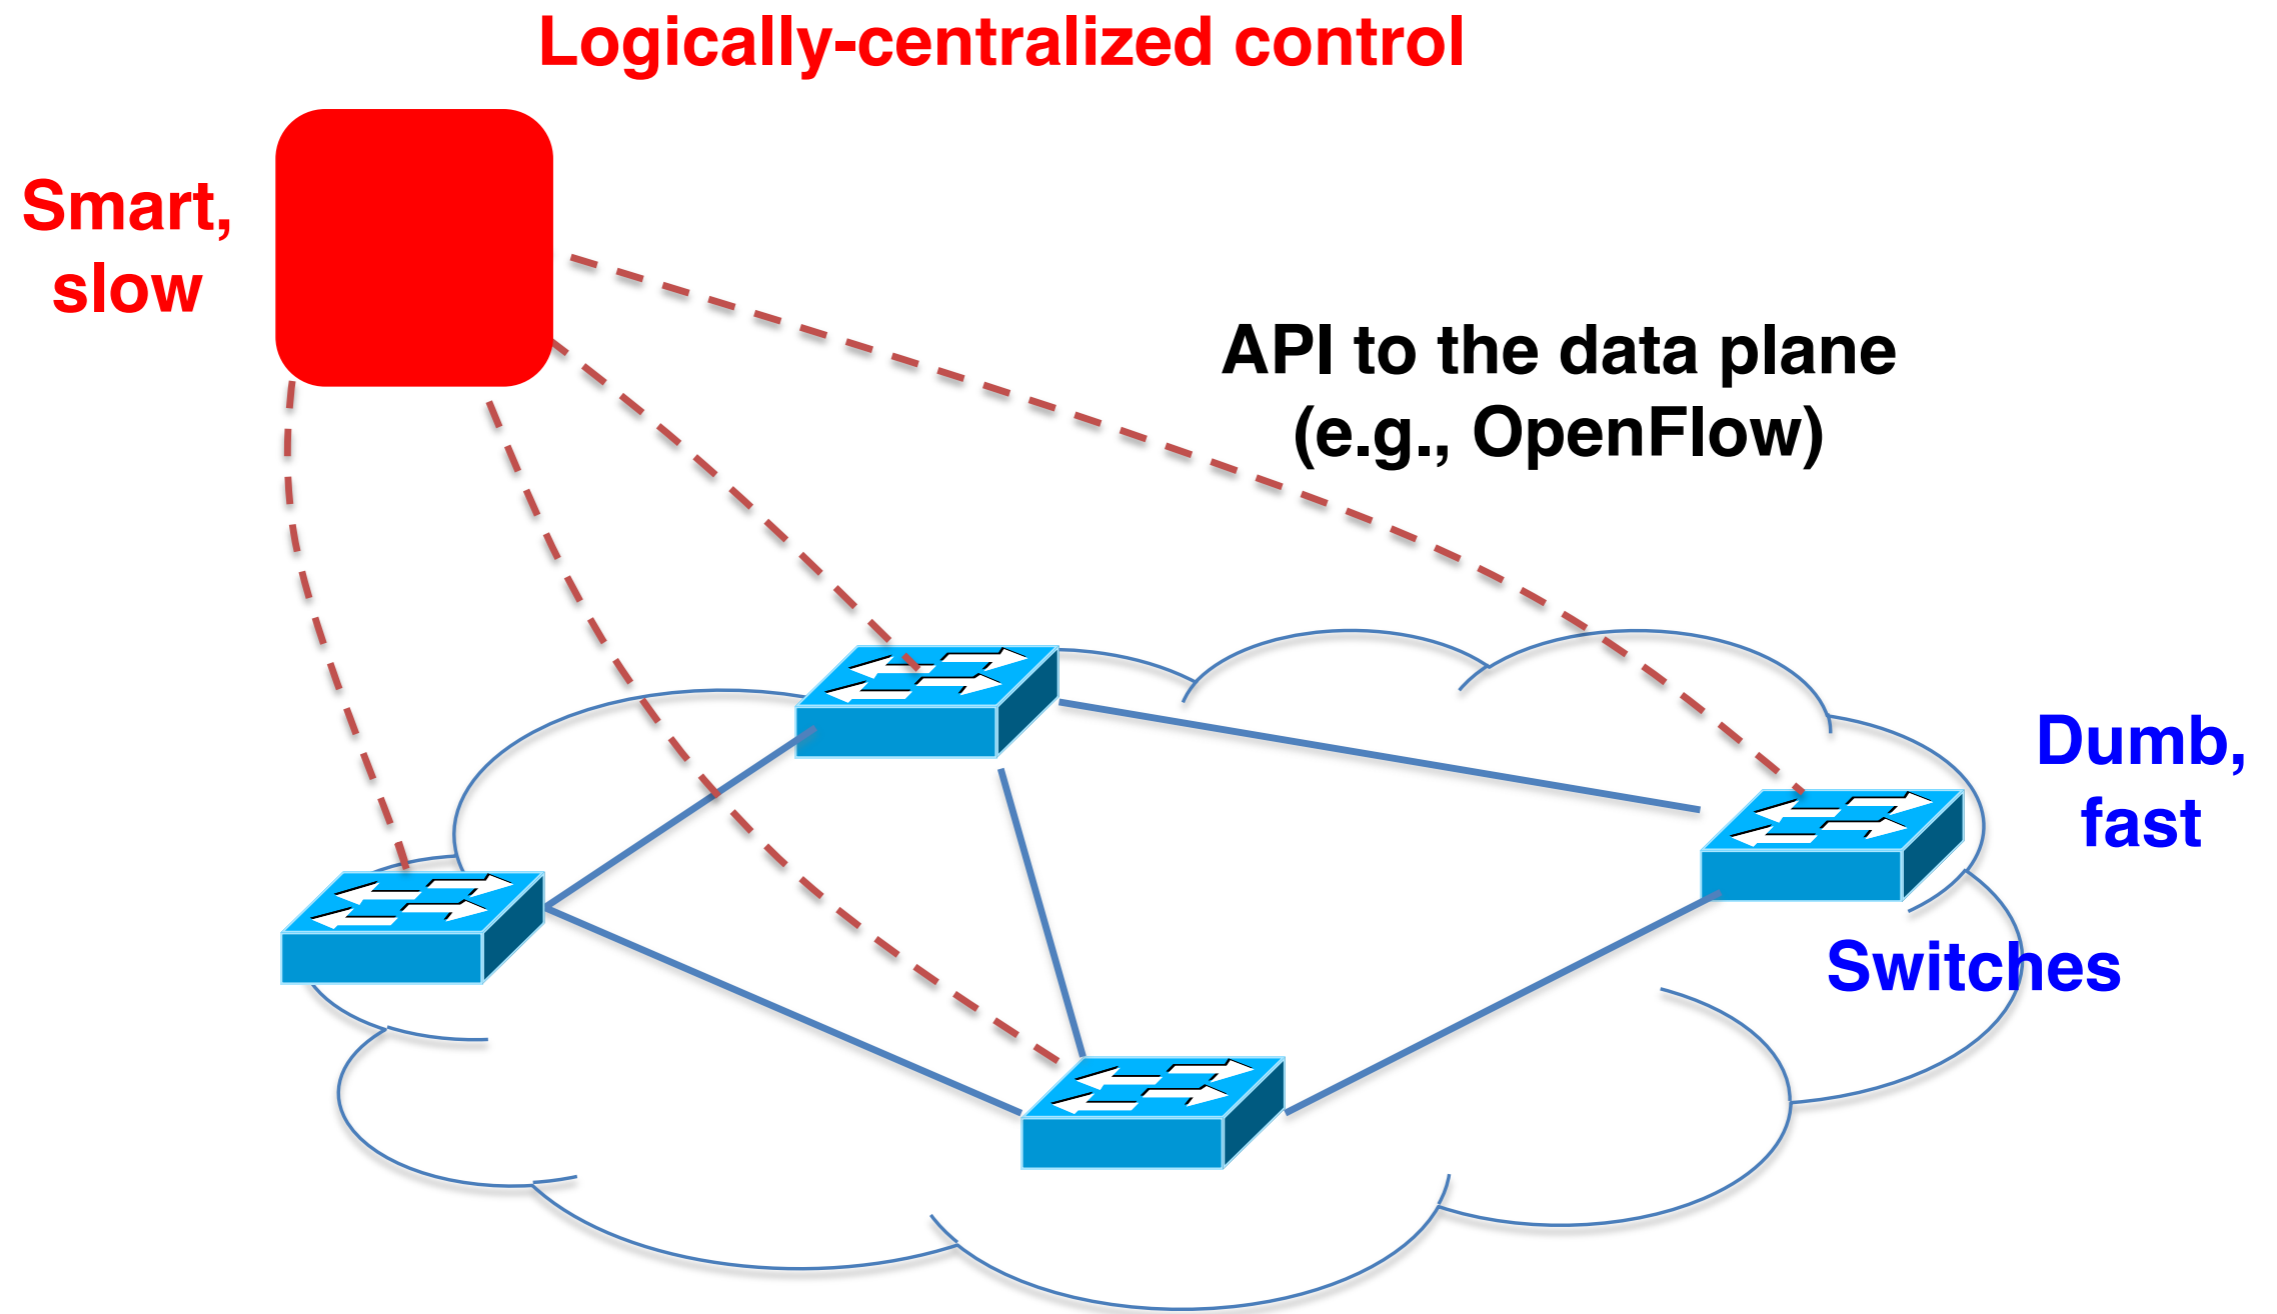 Logically-centralized control
Smart,
slow
API to the data plane
(e.g., OpenFlow)
Dumb,
fast
Switches